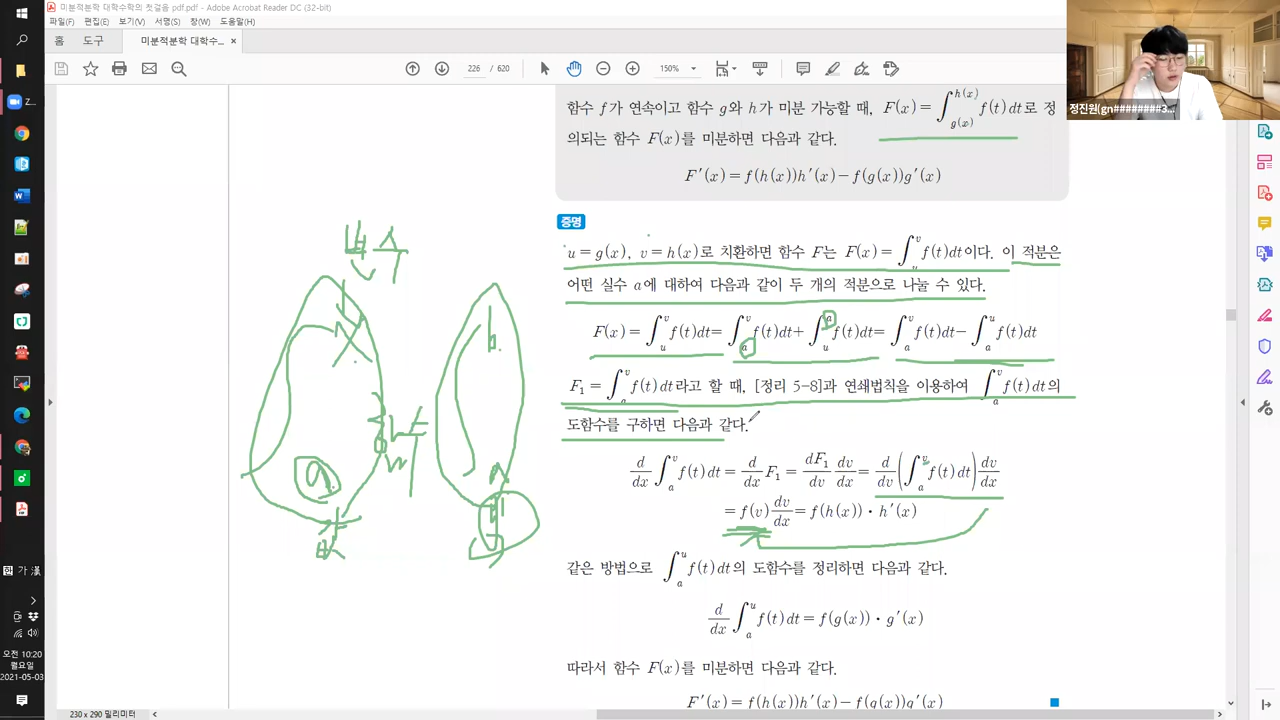 미분적분학 대학수학의 첫걸음 pdf.pdf - Adobe Acrobat Reader DC (32-bit)
파일(F) 편집(E) 보기(V) 서명(S) 창(W) 도움말(H)
홈 도구 미분적분학 대학수... ×
226 / 620 150%
정진원(gn########3...
함수 f가 연속이고 함수 g와 h가 미분 가능할 때, F(x)=∫_{g(x)}^{h(x)} f(t)dt로 정
의되는 함수 F(x)를 미분하면 다음과 같다.
F′(x)=f(h(x))h′(x)−f(g(x))g′(x)
증명
u=g(x), v=h(x)로 치환하면 함수 F는 F(x)=∫_u^v f(t)dt이다. 이 적분은
어떤 실수 a에 대하여 다음과 같이 두 개의 적분으로 나눌 수 있다.
F(x)=∫_u^v f(t)dt=∫_a^v f(t)dt+∫_u^a f(t)dt=∫_a^v f(t)dt−∫_a^u f(t)dt
F₁=∫_a^v f(t)dt라고 할 때, [정리 5-8]과 연쇄법칙을 이용하여 ∫_a^v f(t)dt의
도함수를 구하면 다음과 같다.
d/dx ∫_a^v f(t)dt = d/dx F₁ = dF₁/dv dv/dx = d/dv (∫_a^v f(t)dt) dv/dx
= f(v) dv/dx = f(h(x))・h′(x)
같은 방법으로 ∫_a^u f(t)dt의 도함수를 정리하면 다음과 같다.
d/dx ∫_a^u f(t)dt = f(g(x))・g′(x)
따라서 함수 F(x)를 미분하면 다음과 같다.
F′(x)=f(h(x))h′(x)−f(g(x))g′(x)
Z...
한 가 漢
오전 10:20
월요일
2021-05-03
230 x 290 밀리미터